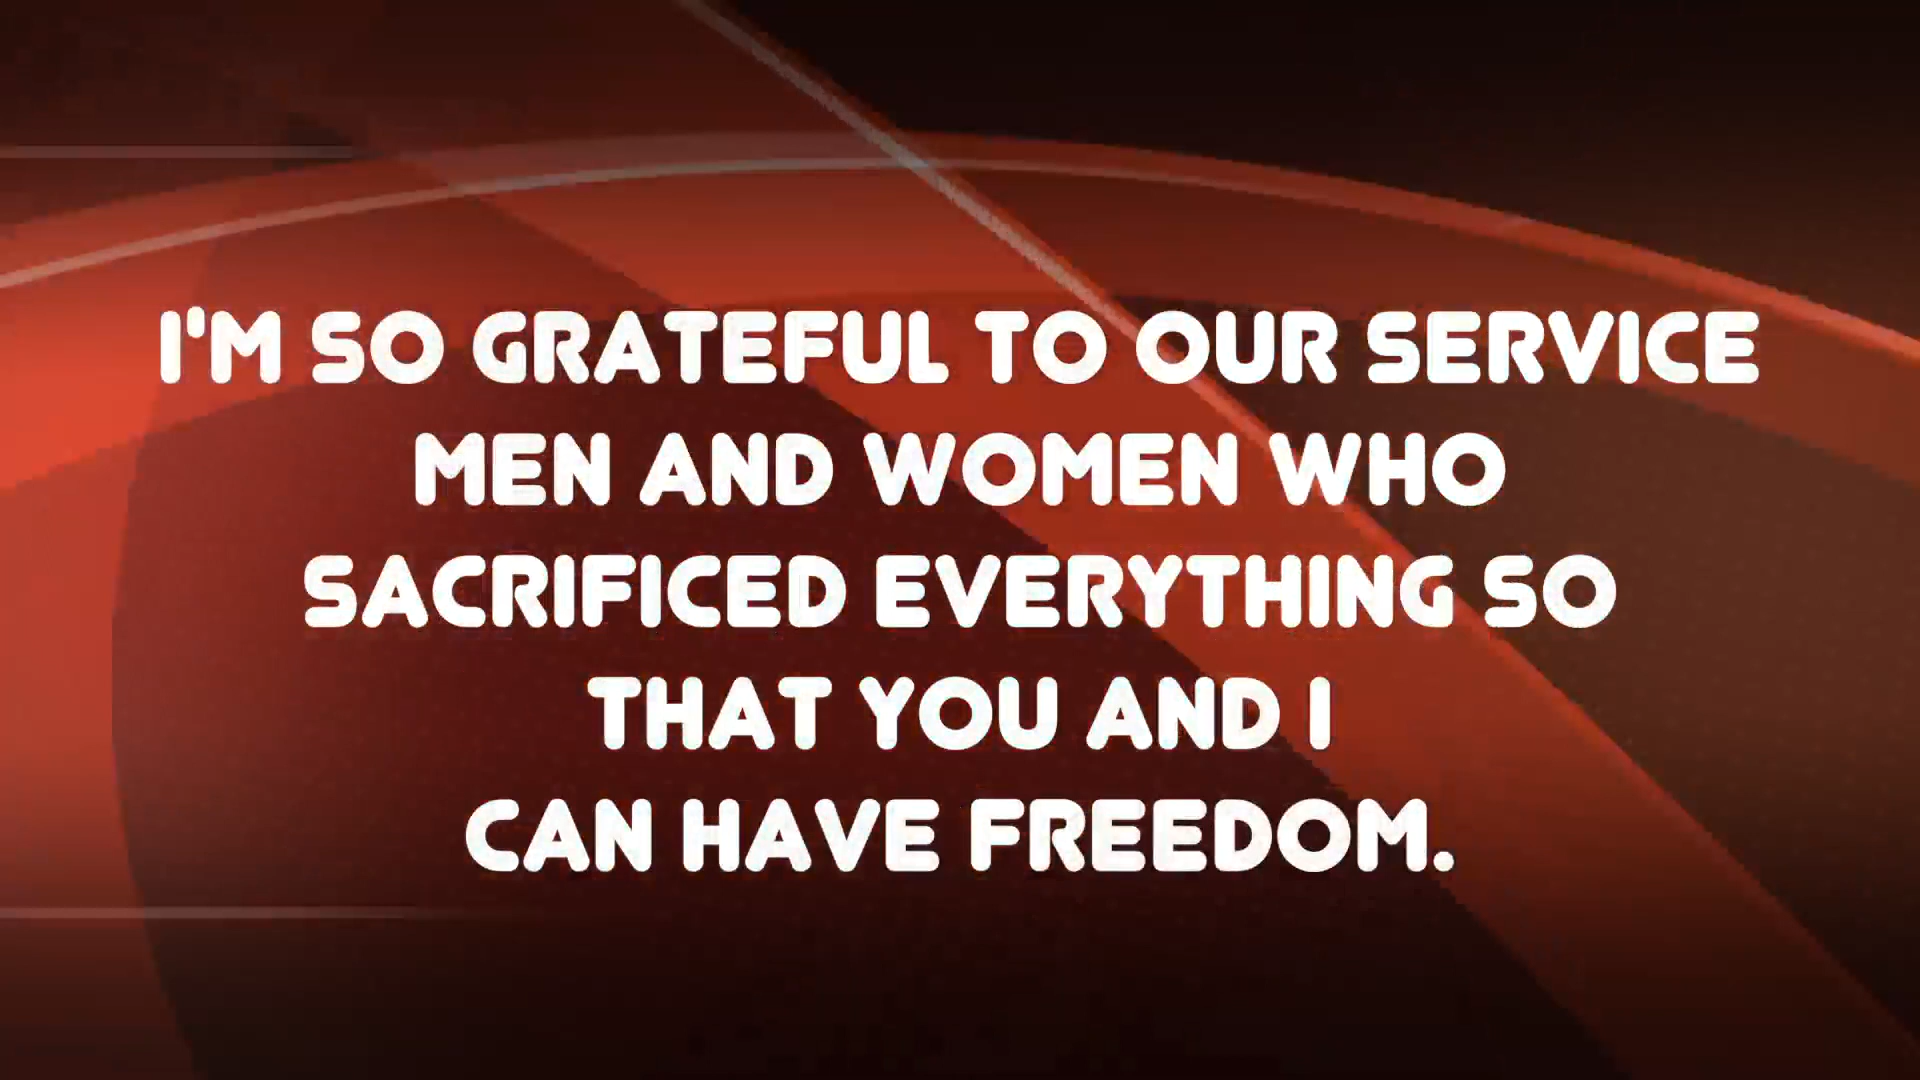 I'M SO GRATEFUL TO OUR SERVICE
MEN AND WOMEN WHO
SACRIFICED EVERYTHING SO
THAT YOU AND I
CAN HAVE FREEDOM.